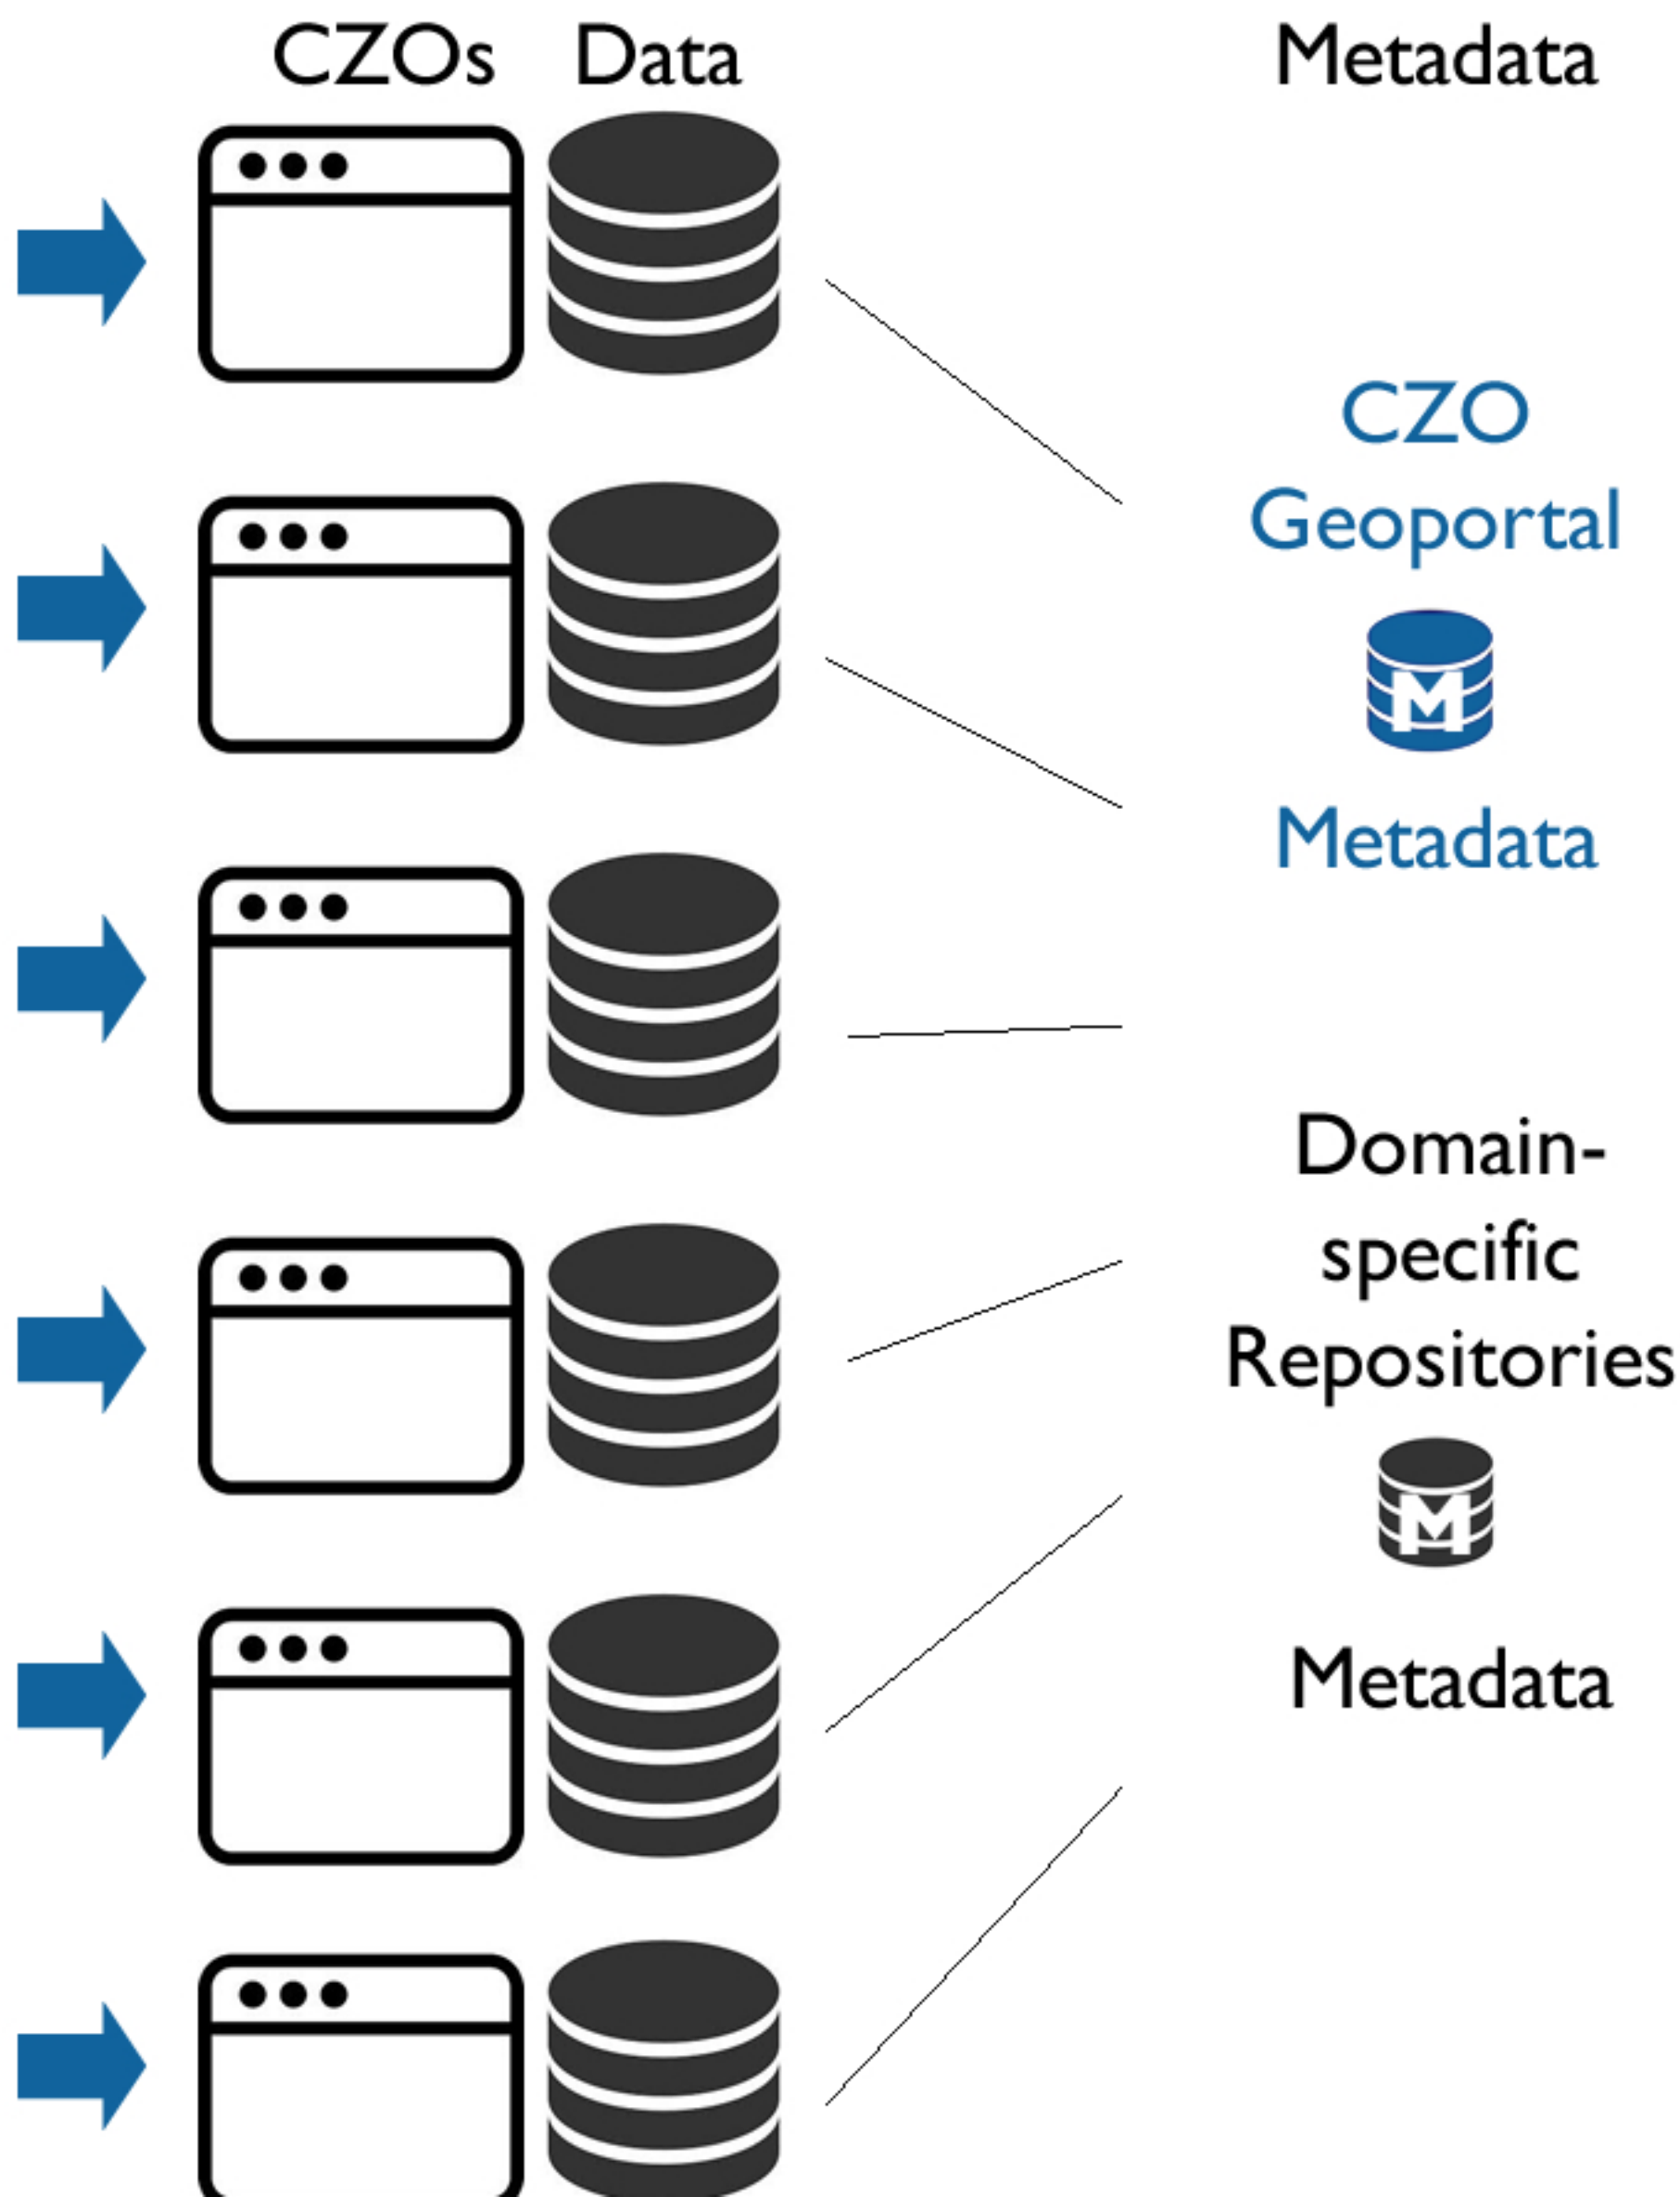 CZOs Data Metadata
CZO
Geoportal
M
Metadata
Domain-
specific
Repositories
M
Metadata